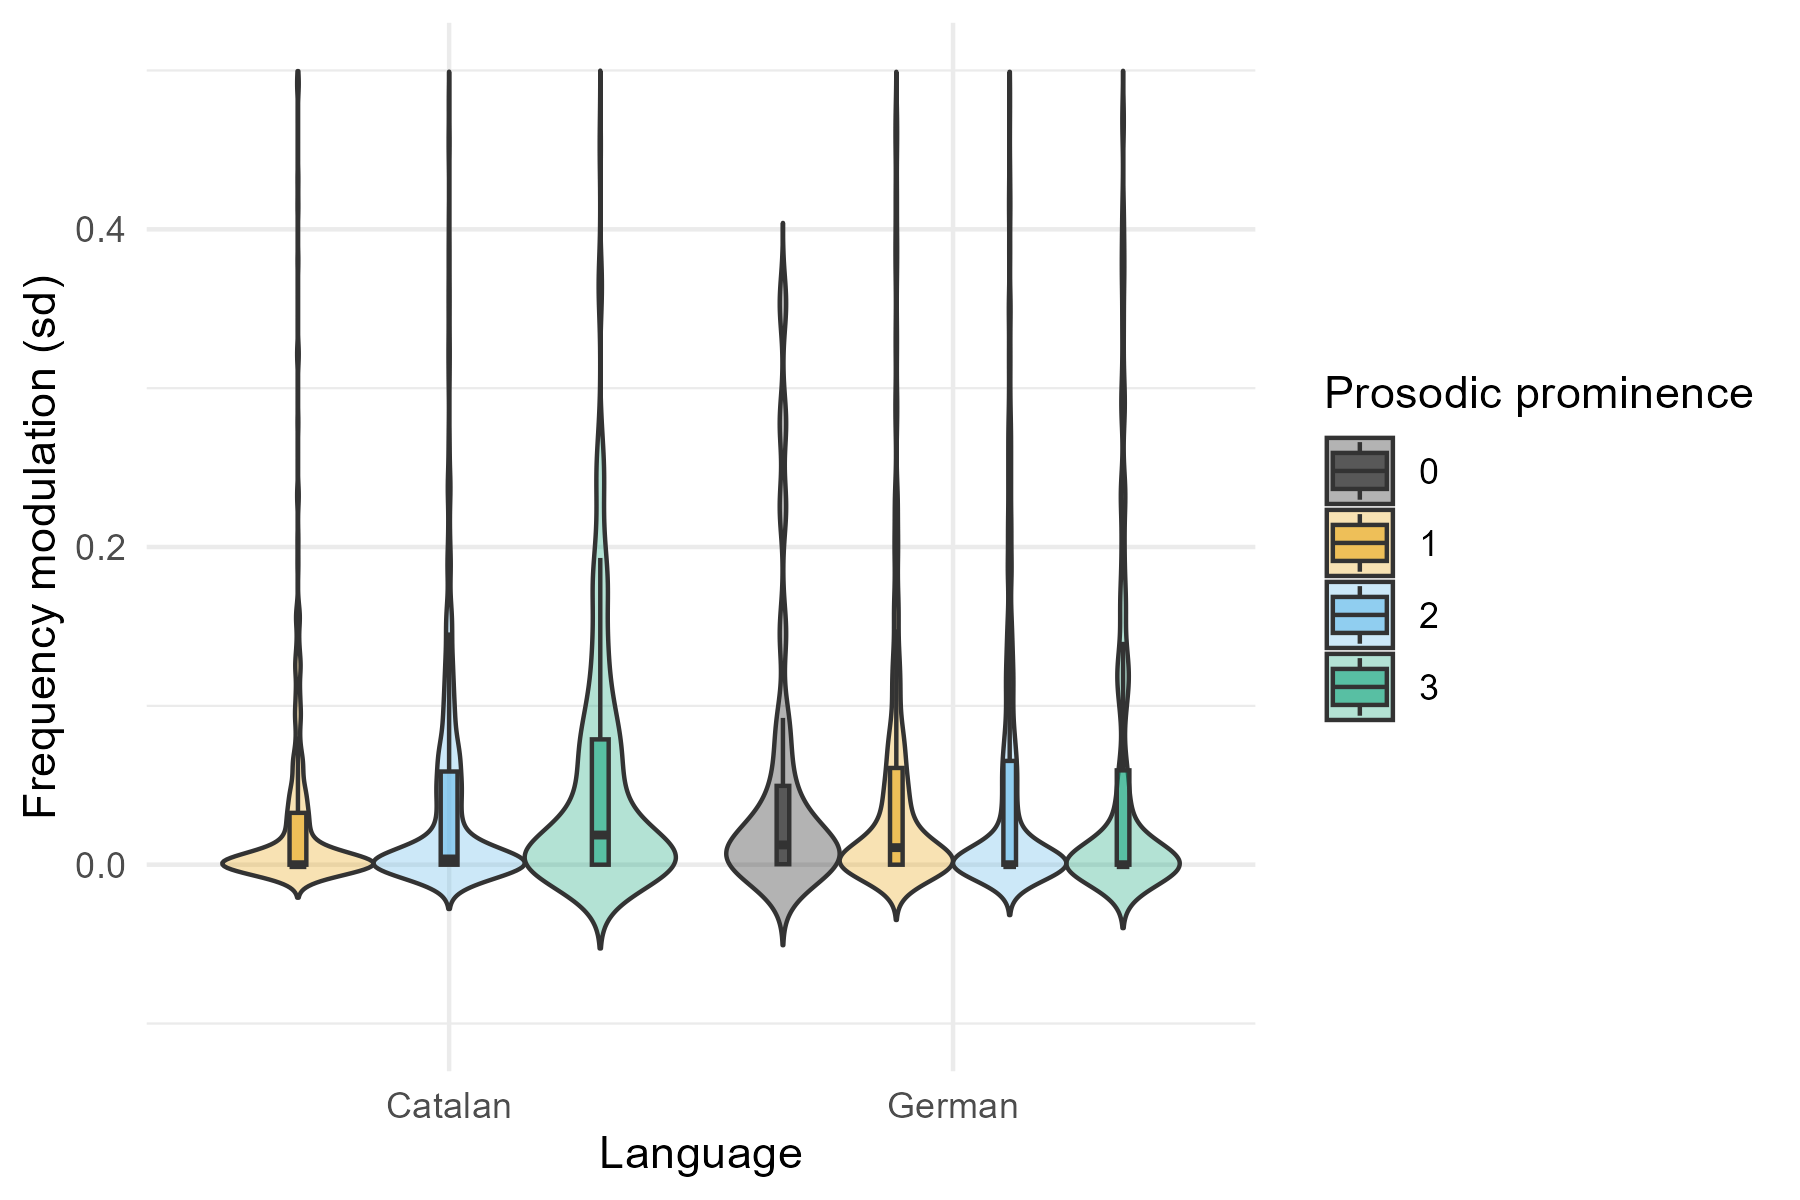 Frequency modulation (sd)
0.4
0.2
0.0
Catalan
German
Language
Prosodic prominence
0
1
2
3